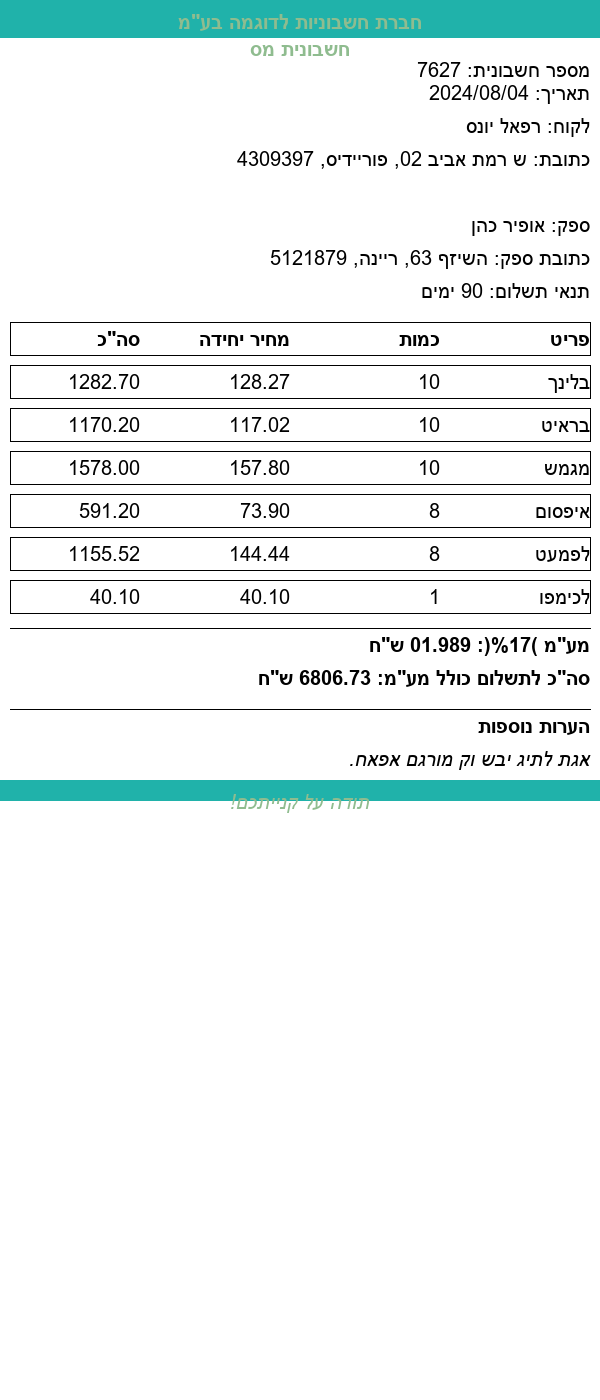 חברת חשבוניות לדוגמה בע"מ
חשבונית מס
מספר חשבונית: 7627
תאריך: 2024/08/04
לקוח: רפאל יונס
כתובת: ש רמת אביב 02, פוריידיס, 4309397
ספק: אופיר כהן
כתובת ספק: השיזף 63, ריינה, 5121879
תנאי תשלום: 90 ימים
פריט כמות מחיר יחידה סה"כ
בלינך 10 128.27 1282.70
בראיט 10 117.02 1170.20
מגמש 10 157.80 1578.00
איפסום 8 73.90 591.20
לפמעט 8 144.44 1155.52
לכימפו 1 40.10 40.10
מע"מ )17%(: 01.989 ש"ח
סה"כ לתשלום כולל מע"מ: 6806.73 ש"ח
הערות נוספות
אגת לתיג יבש וק מורגם אפאח.
תודה על קנייתכם!